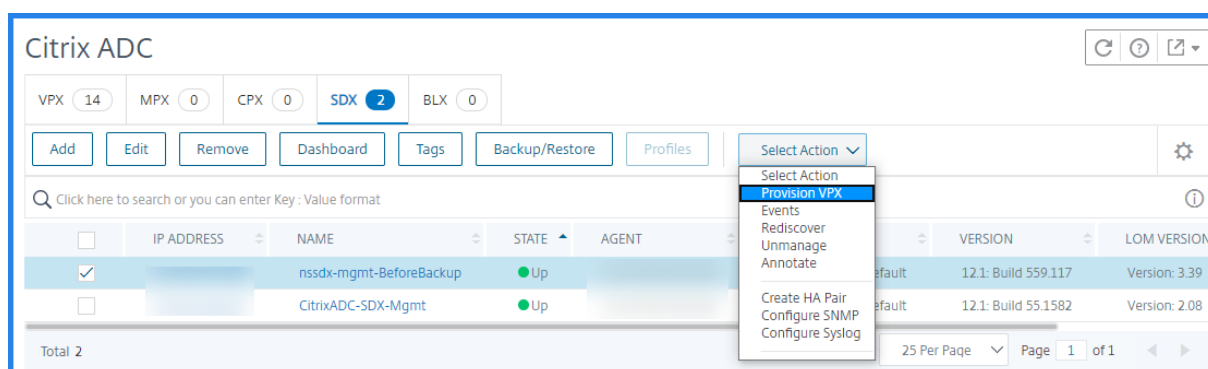 Citrix ADC
VPX 14 MPX 0 CPX 0 SDX 2 BLX 0
Add Edit Remove Dashboard Tags Backup/Restore Profiles Select Action
Select Action
Provision VPX
Events
Rediscover
Unmanage
Annotate
Create HA Pair
Configure SNMP
Configure Syslog
Click here to search or you can enter Key : Value format
IP ADDRESS NAME STATE AGENT VERSION LOM VERSION
nssdx-mgmt-BeforeBackup Up 12.1: Build 559.117 Version: 3.39
CitrixADC-SDX-Mgmt Up 12.1: Build 55.1582 Version: 2.08
Total 2 25 Per Page Page 1 of 1